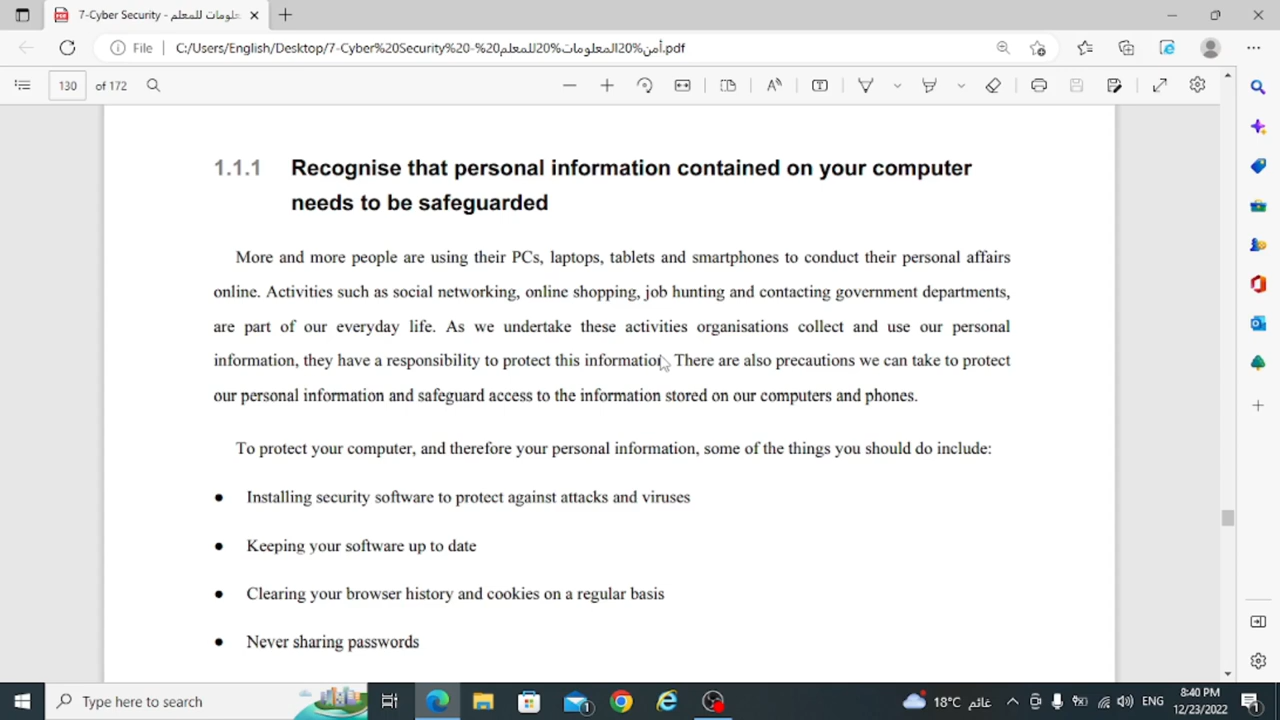 7-Cyber Security - أمن المعلومات للمعلم
File
C:/Users/English/Desktop/7-Cyber%20Security%20-%20أمن%20المعلومات%20للمعلم.pdf
130 of 172
1.1.1 Recognise that personal information contained on your computer
needs to be safeguarded
More and more people are using their PCs, laptops, tablets and smartphones to conduct their personal affairs
online. Activities such as social networking, online shopping, job hunting and contacting government departments,
are part of our everyday life. As we undertake these activities organisations collect and use our personal
information, they have a responsibility to protect this information. There are also precautions we can take to protect
our personal information and safeguard access to the information stored on our computers and phones.
To protect your computer, and therefore your personal information, some of the things you should do include:
● Installing security software to protect against attacks and viruses
● Keeping your software up to date
● Clearing your browser history and cookies on a regular basis
● Never sharing passwords
Type here to search
1
18°C غائم
ENG
8:40 PM
12/23/2022
1